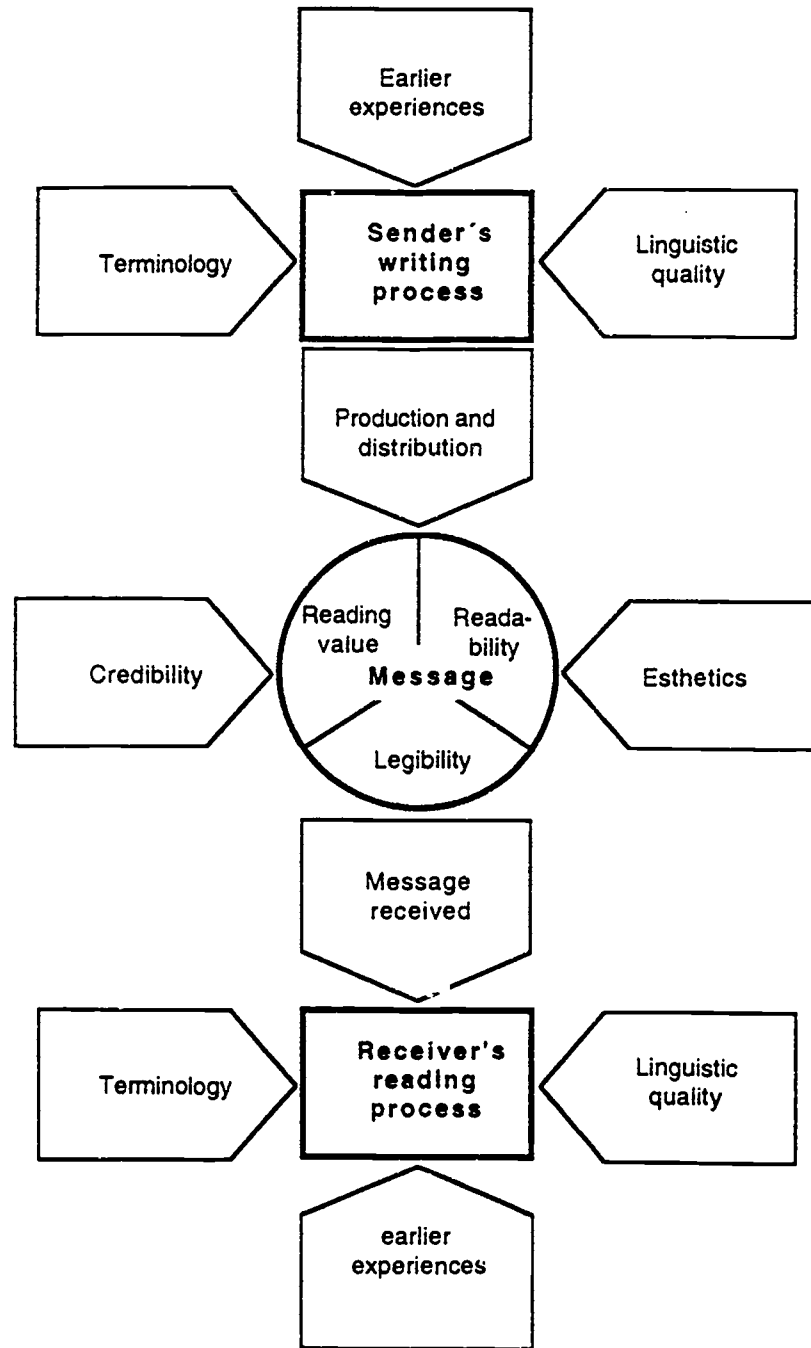 Earlier
experiences
Terminology
Sender´s
writing
process
Linguistic
quality
Production and
distribution
Credibility
Reading
value
Reada-
bility
Message
Legibility
Esthetics
Message
received
Terminology
Receiver's
reading
process
Linguistic
quality
earlier
experiences